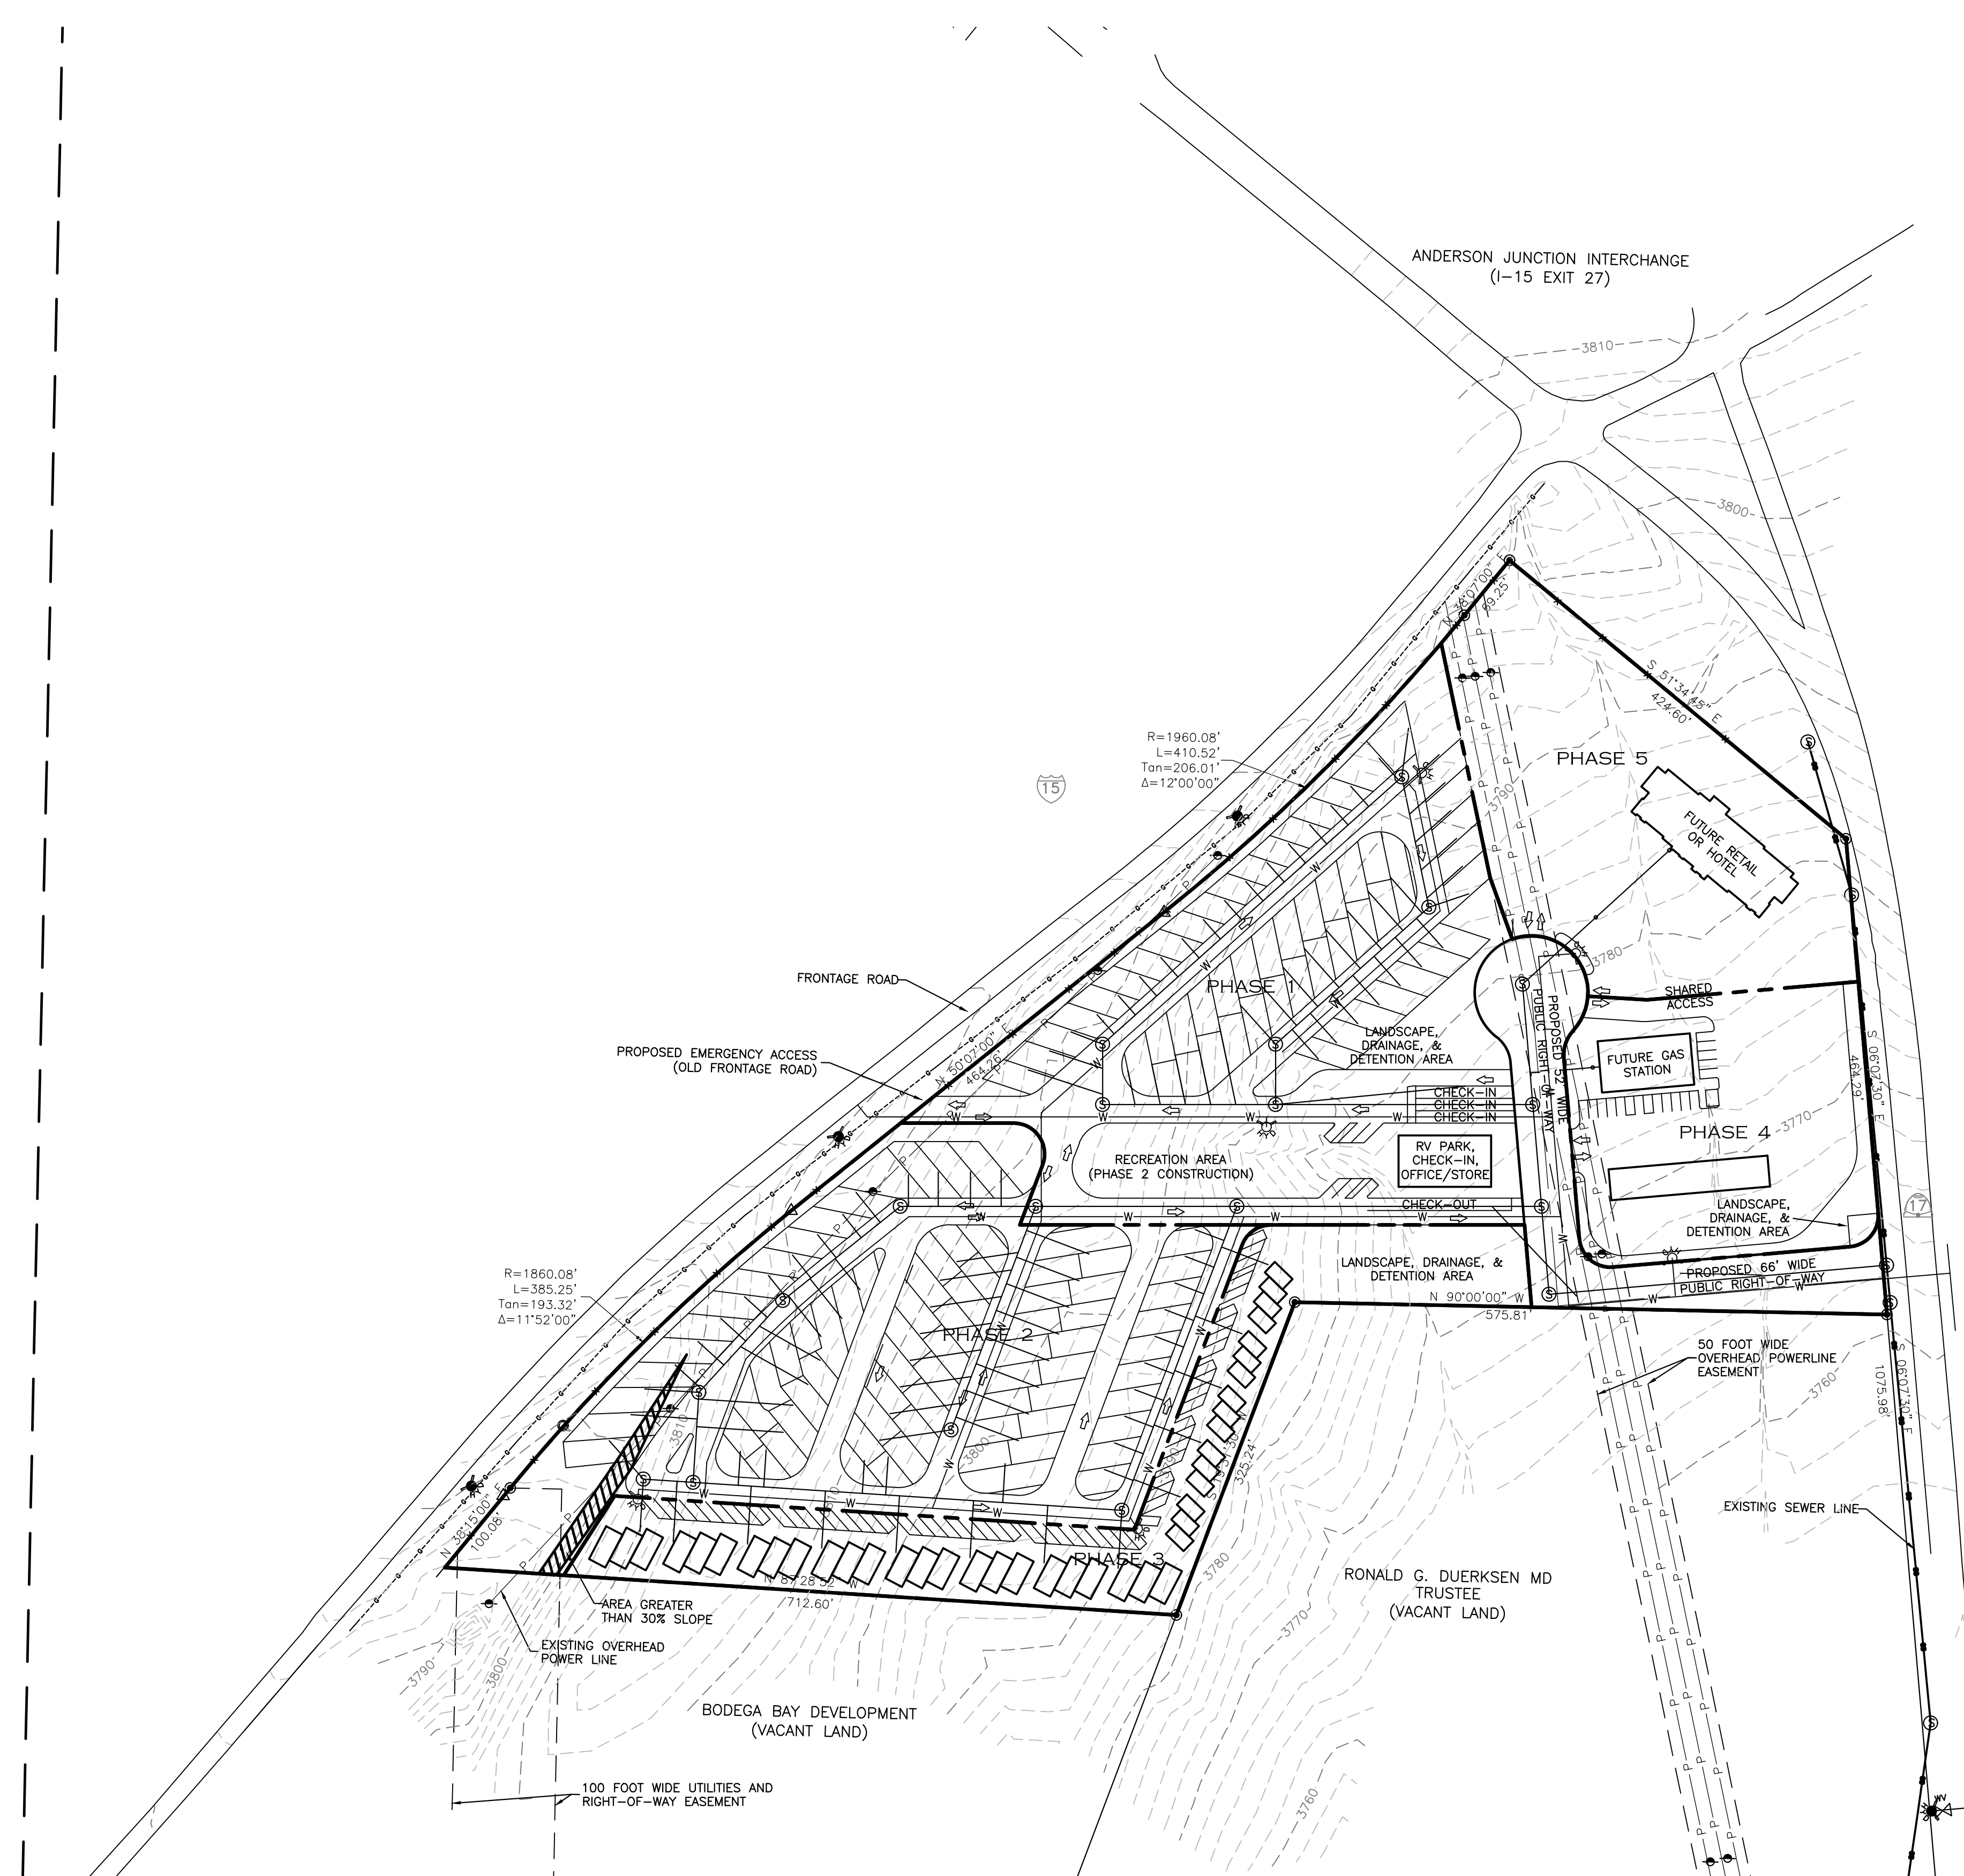 ANDERSON JUNCTION INTERCHANGE
(I-15 EXIT 27)
3810
3800
N 38°07'00" E
69.25'
S 51°34'45" E
424.60'
R=1960.08'
L=410.52'
Tan=206.01'
Δ=12°00'00"
15
PHASE 5
3790
FUTURE RETAIL
OR HOTEL
3780
FRONTAGE ROAD
PHASE 1
SHARED
ACCESS
PROPOSED 52' WIDE
PUBLIC RIGHT-OF-WAY
LANDSCAPE,
DRAINAGE, &
DETENTION AREA
PROPOSED EMERGENCY ACCESS
(OLD FRONTAGE ROAD)
N 50°07'00" E
464.26'
FUTURE GAS
STATION
S 06°07'30" E
464.29'
CHECK-IN
CHECK-IN
CHECK-IN
3770
PHASE 4
RECREATION AREA
(PHASE 2 CONSTRUCTION)
RV PARK,
CHECK-IN,
OFFICE/STORE
CHECK-OUT
LANDSCAPE,
DRAINAGE, &
DETENTION AREA
17
R=1860.08'
L=385.25'
Tan=193.32'
Δ=11°52'00"
LANDSCAPE, DRAINAGE, &
DETENTION AREA
PROPOSED 66' WIDE
PUBLIC RIGHT-OF-WAY
N 90°00'00" W
575.81'
PHASE 2
50 FOOT WIDE
OVERHEAD POWERLINE
EASEMENT
3760
S 06°07'30" E
1075.98'
3810
3800
3790
325.24'
3810
EXISTING SEWER LINE
N 38°15'00" E
100.08'
PHASE 3
N 87°28'52" W
712.60'
3780
RONALD G. DUERKSEN MD
TRUSTEE
(VACANT LAND)
AREA GREATER
THAN 30% SLOPE
3770
EXISTING OVERHEAD
POWER LINE
3790
3800
BODEGA BAY DEVELOPMENT
(VACANT LAND)
100 FOOT WIDE UTILITIES AND
RIGHT-OF-WAY EASEMENT
3760
WV